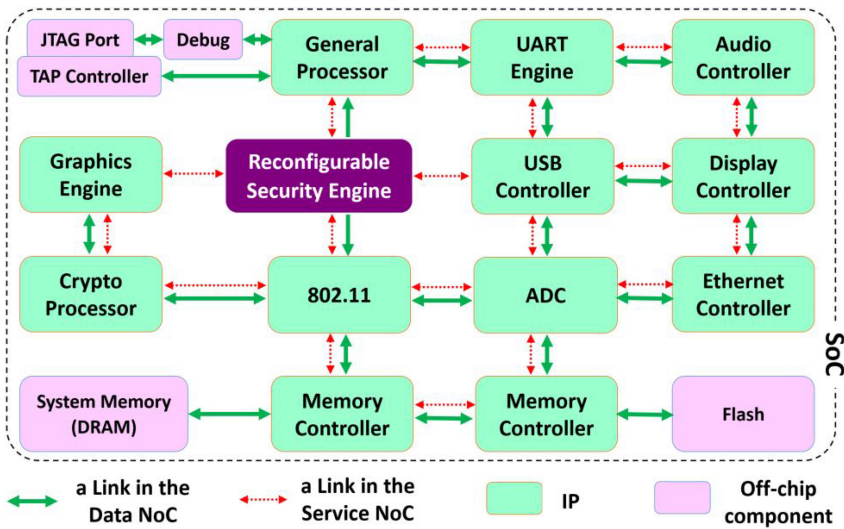 JTAG Port
Debug
TAP Controller
General
Processor
UART
Engine
Audio
Controller
Graphics
Engine
Reconfigurable
Security Engine
USB
Controller
Display
Controller
Crypto
Processor
802.11
ADC
Ethernet
Controller
SoC
System Memory
(DRAM)
Memory
Controller
Memory
Controller
Flash
a Link in the
Data NoC
a Link in the
Service NoC
IP
Off-chip
component